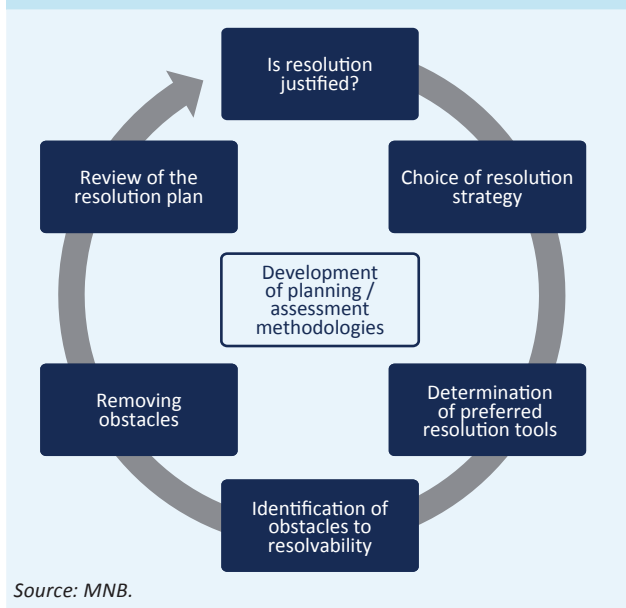 Is resolution
justified?
Choice of resolution
strategy
Determination
of preferred
resolution tools
Identification of
obstacles to
resolvability
Removing
obstacles
Review of the
resolution plan
Development
of planning /
assessment
methodologies
Source: MNB.